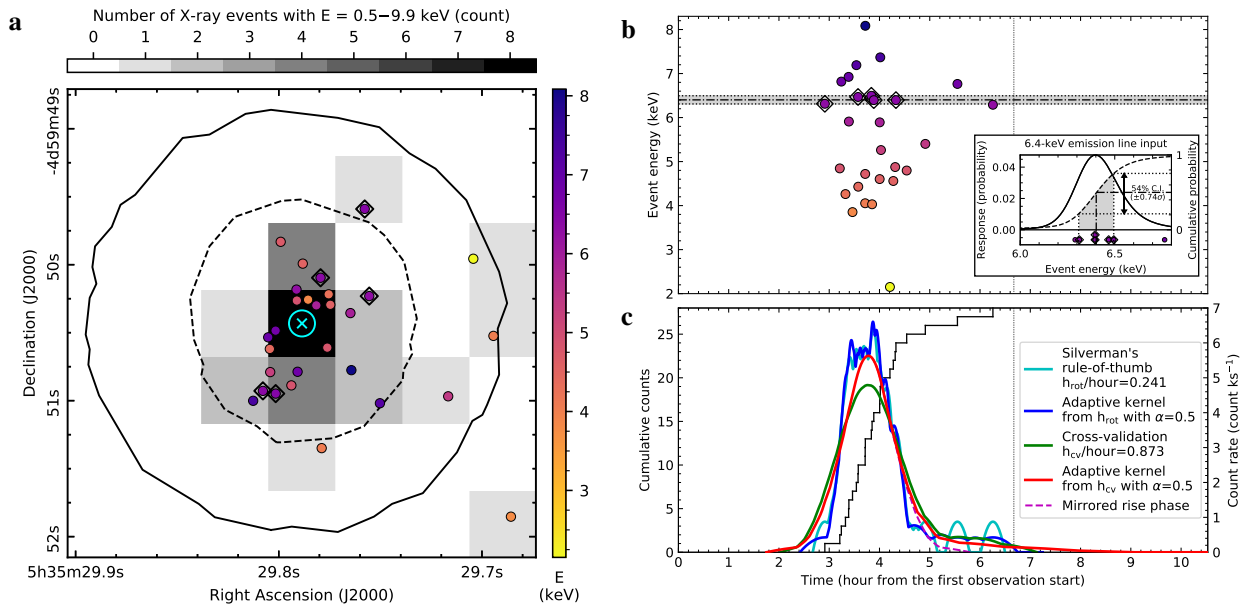 a
Number of X-ray events with E = 0.5−9.9 keV (count)
0 1 2 3 4 5 6 7 8
Declination (J2000)
-4d59m49s
50s
51s
52s
5h35m29.9s 29.8s 29.7s
Right Ascension (J2000)
8
7
6
5
4
3
E
(keV)
b
Event energy (keV)
8
7
6
5
4
3
2
6.4-keV emission line input
Response (probability)
0.04
0.02
0.00
54% C.I.
(±0.74σ)
1
0
Cumulative probability
6.0 6.5
Event energy (keV)
c
Cumulative counts
25
20
15
10
5
0
Silverman's
rule-of-thumb
h_rot/hour=0.241
Adaptive kernel
from h_rot with α=0.5
Cross-validation
h_cv/hour=0.873
Adaptive kernel
from h_cv with α=0.5
Mirrored rise phase
7
6
5
4
3
2
1
0
Count rate (count ks⁻¹)
0 1 2 3 4 5 6 7 8 9 10
Time (hour from the first observation start)